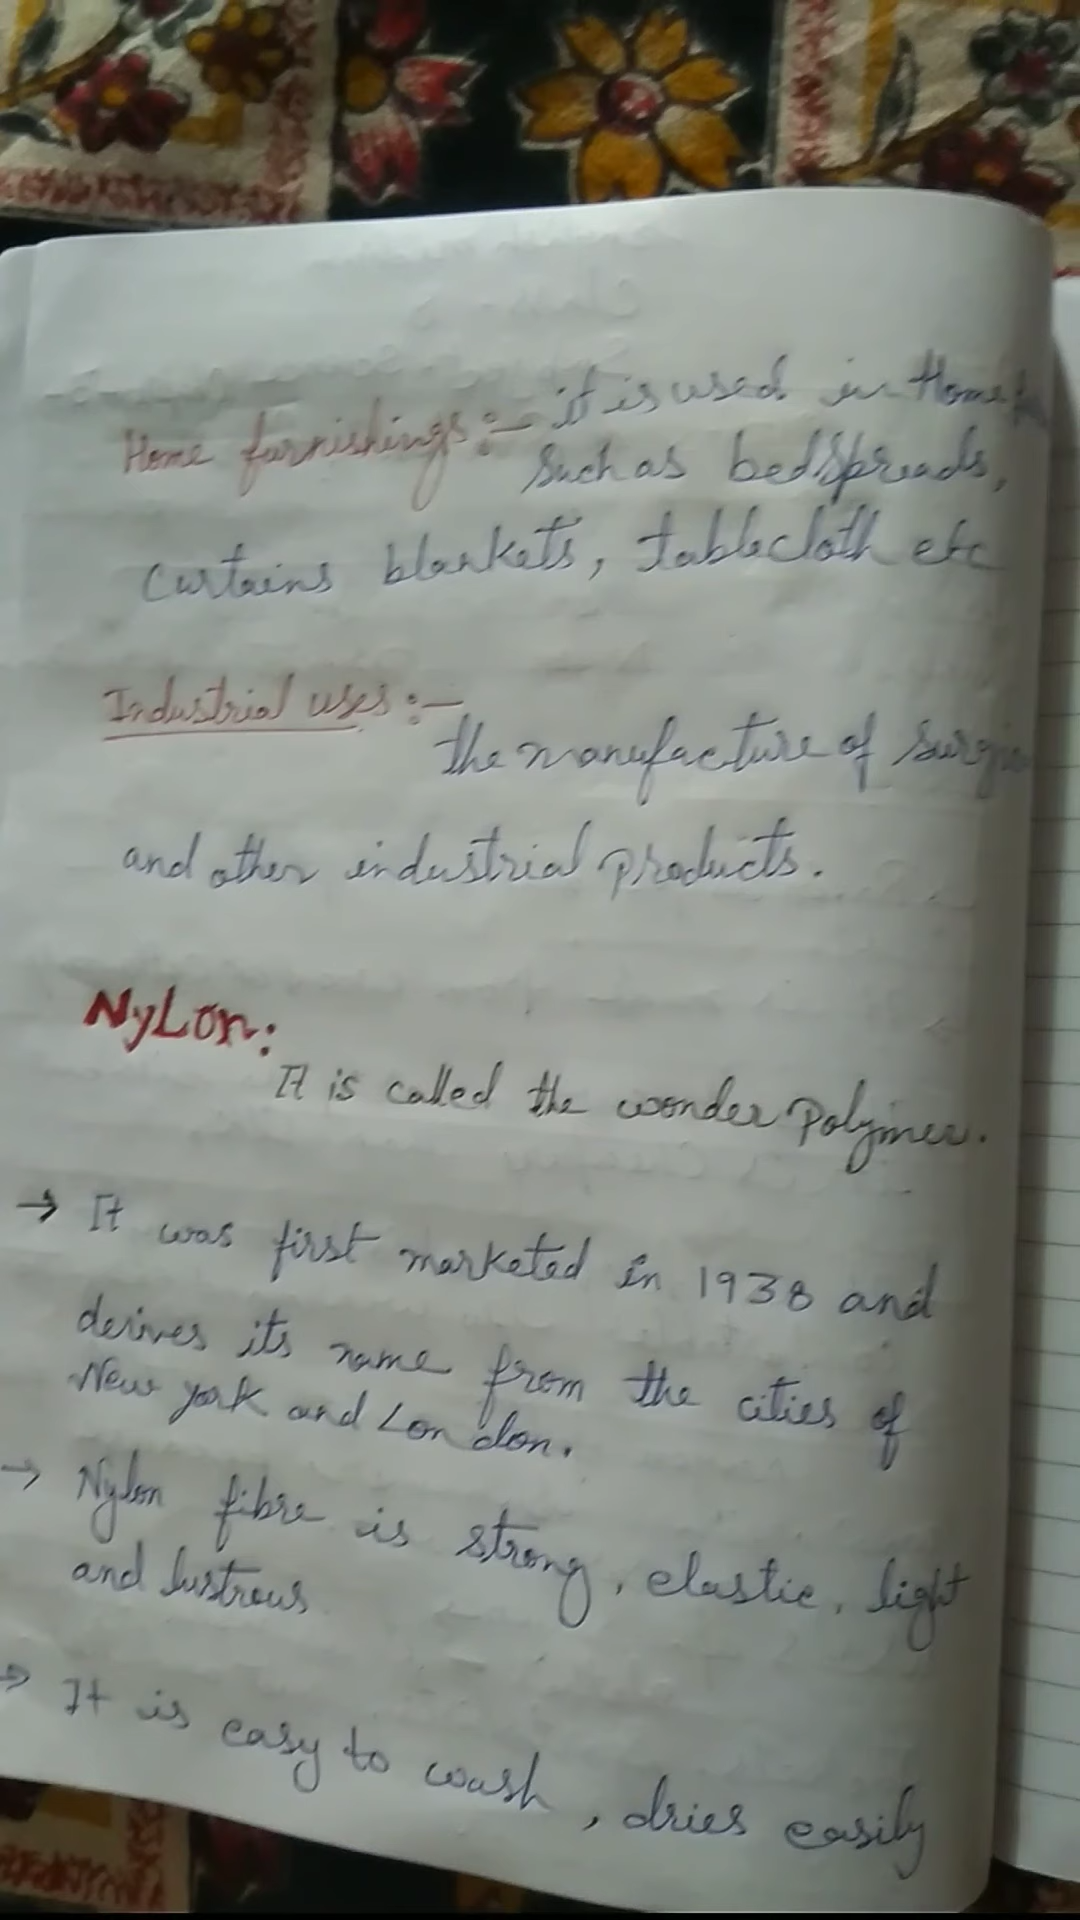 Home furnishings:- it is used in Home
Such as bedspreads,
Curtains blankets, tablecloth etc
Industrial uses:-
the manufacture of
and other industrial products.
NyLon:
It is called the wonder Polymer.
→ It was first marketed in 1938 and
derives its name from the cities of
New york and London.
→ Nylon fibre is strong, elastic, light
and lustrous
→ It is easy to wash, dries easily